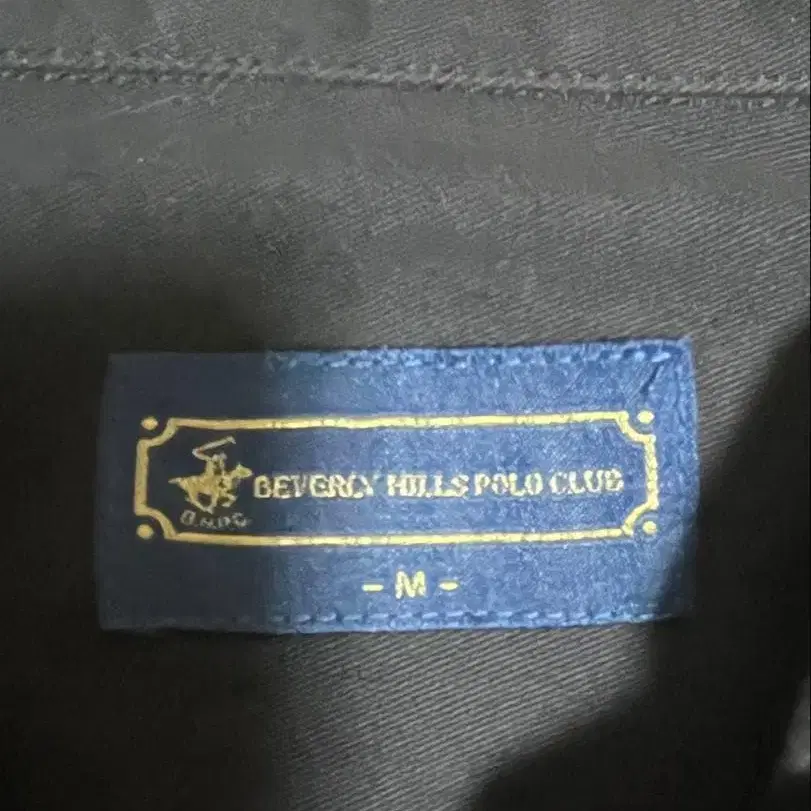 BEVERLY HILLS POLO CLUB
B.H.P.C.
- M -